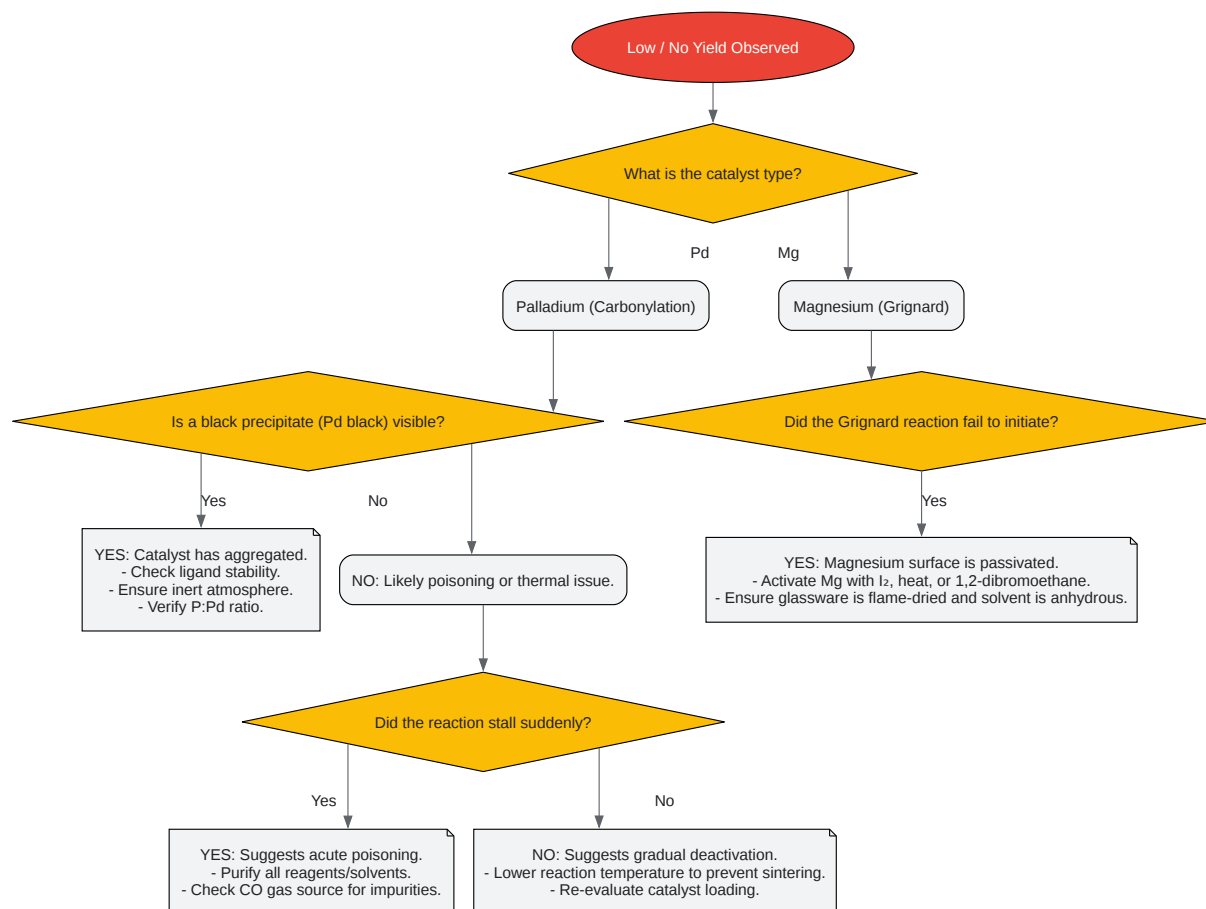 Low / No Yield Observed
What is the catalyst type?
Pd
Mg
Palladium (Carbonylation)
Magnesium (Grignard)
Is a black precipitate (Pd black) visible?
Did the Grignard reaction fail to initiate?
Yes
No
Yes
YES: Catalyst has aggregated.
- Check ligand stability.
- Ensure inert atmosphere.
- Verify P:Pd ratio.
NO: Likely poisoning or thermal issue.
YES: Magnesium surface is passivated.
- Activate Mg with I₂, heat, or 1,2-dibromoethane.
- Ensure glassware is flame-dried and solvent is anhydrous.
Did the reaction stall suddenly?
Yes
No
YES: Suggests acute poisoning.
- Purify all reagents/solvents.
- Check CO gas source for impurities.
NO: Suggests gradual deactivation.
- Lower reaction temperature to prevent sintering.
- Re-evaluate catalyst loading.